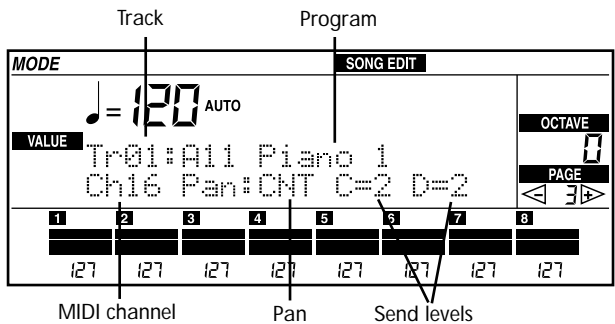 Track Program
MODE SONG EDIT
♩= 120 AUTO
OCTAVE
0
VALUE
Tr01:A11 Piano 1
PAGE
Ch16 Pan:CNT C=2 D=2
3
1 2 3 4 5 6 7 8
127 127 127 127 127 127 127 127
MIDI channel Pan Send levels